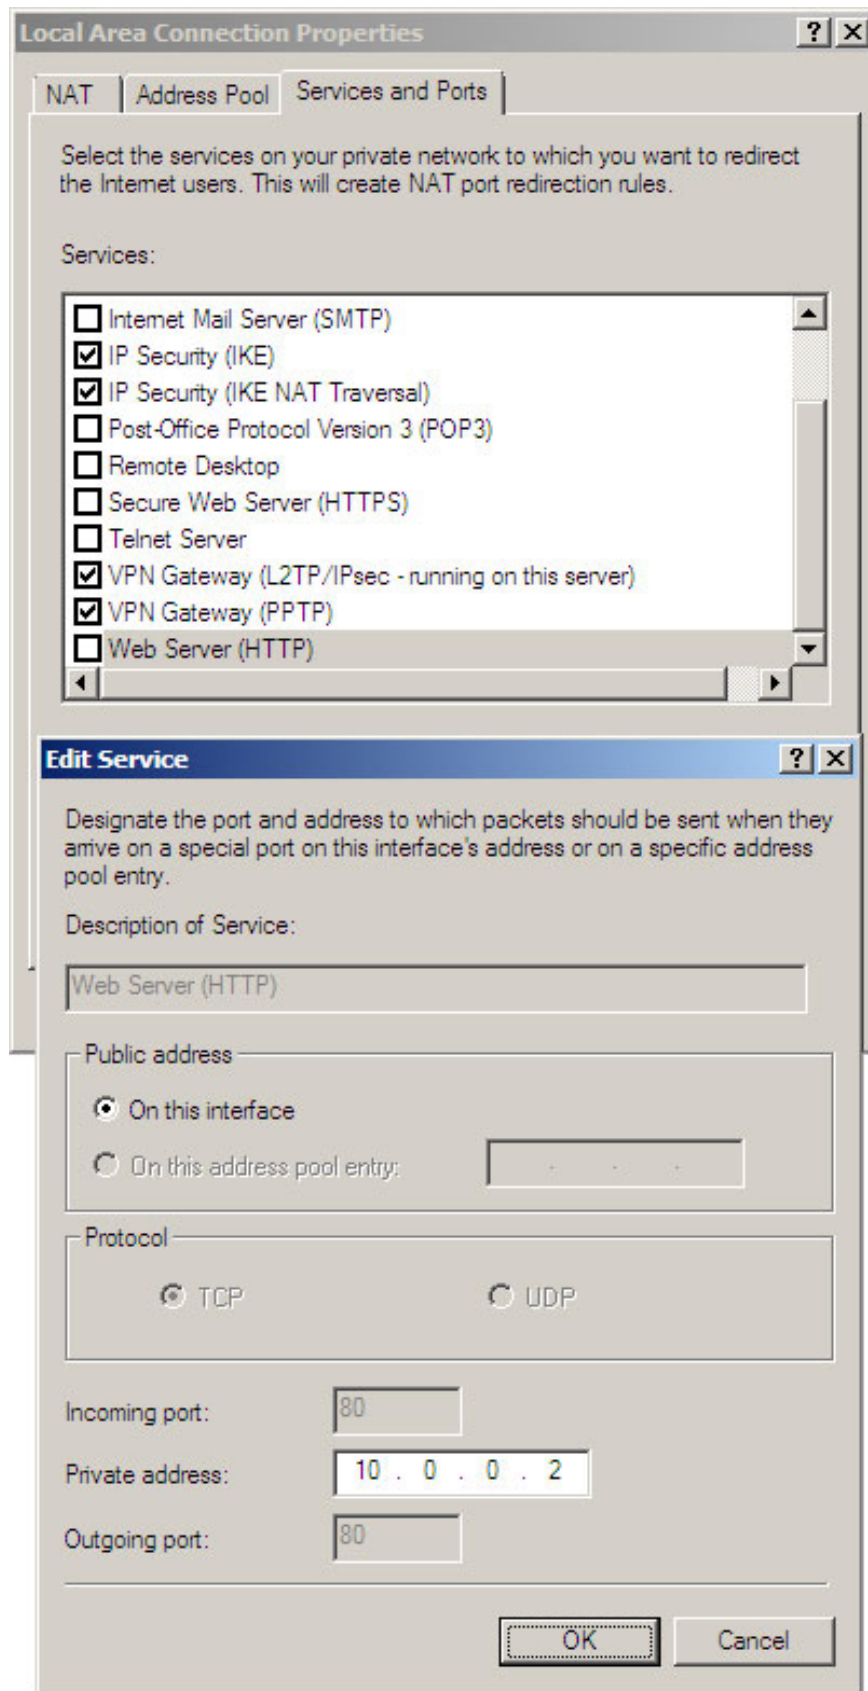 Local Area Connection Properties
NAT
Address Pool
Services and Ports
Select the services on your private network to which you want to redirect
the Internet users. This will create NAT port redirection rules.
Services:
Internet Mail Server (SMTP)
IP Security (IKE)
IP Security (IKE NAT Traversal)
Post-Office Protocol Version 3 (POP3)
Remote Desktop
Secure Web Server (HTTPS)
Telnet Server
VPN Gateway (L2TP/IPsec - running on this server)
VPN Gateway (PPTP)
Web Server (HTTP)
Edit Service
Designate the port and address to which packets should be sent when they
arrive on a special port on this interface's address or on a specific address
pool entry.
Description of Service:
Web Server (HTTP)
Public address
On this interface
On this address pool entry:
Protocol
TCP
UDP
Incoming port:
80
Private address:
10 . 0 . 0 . 2
Outgoing port:
80
OK
Cancel